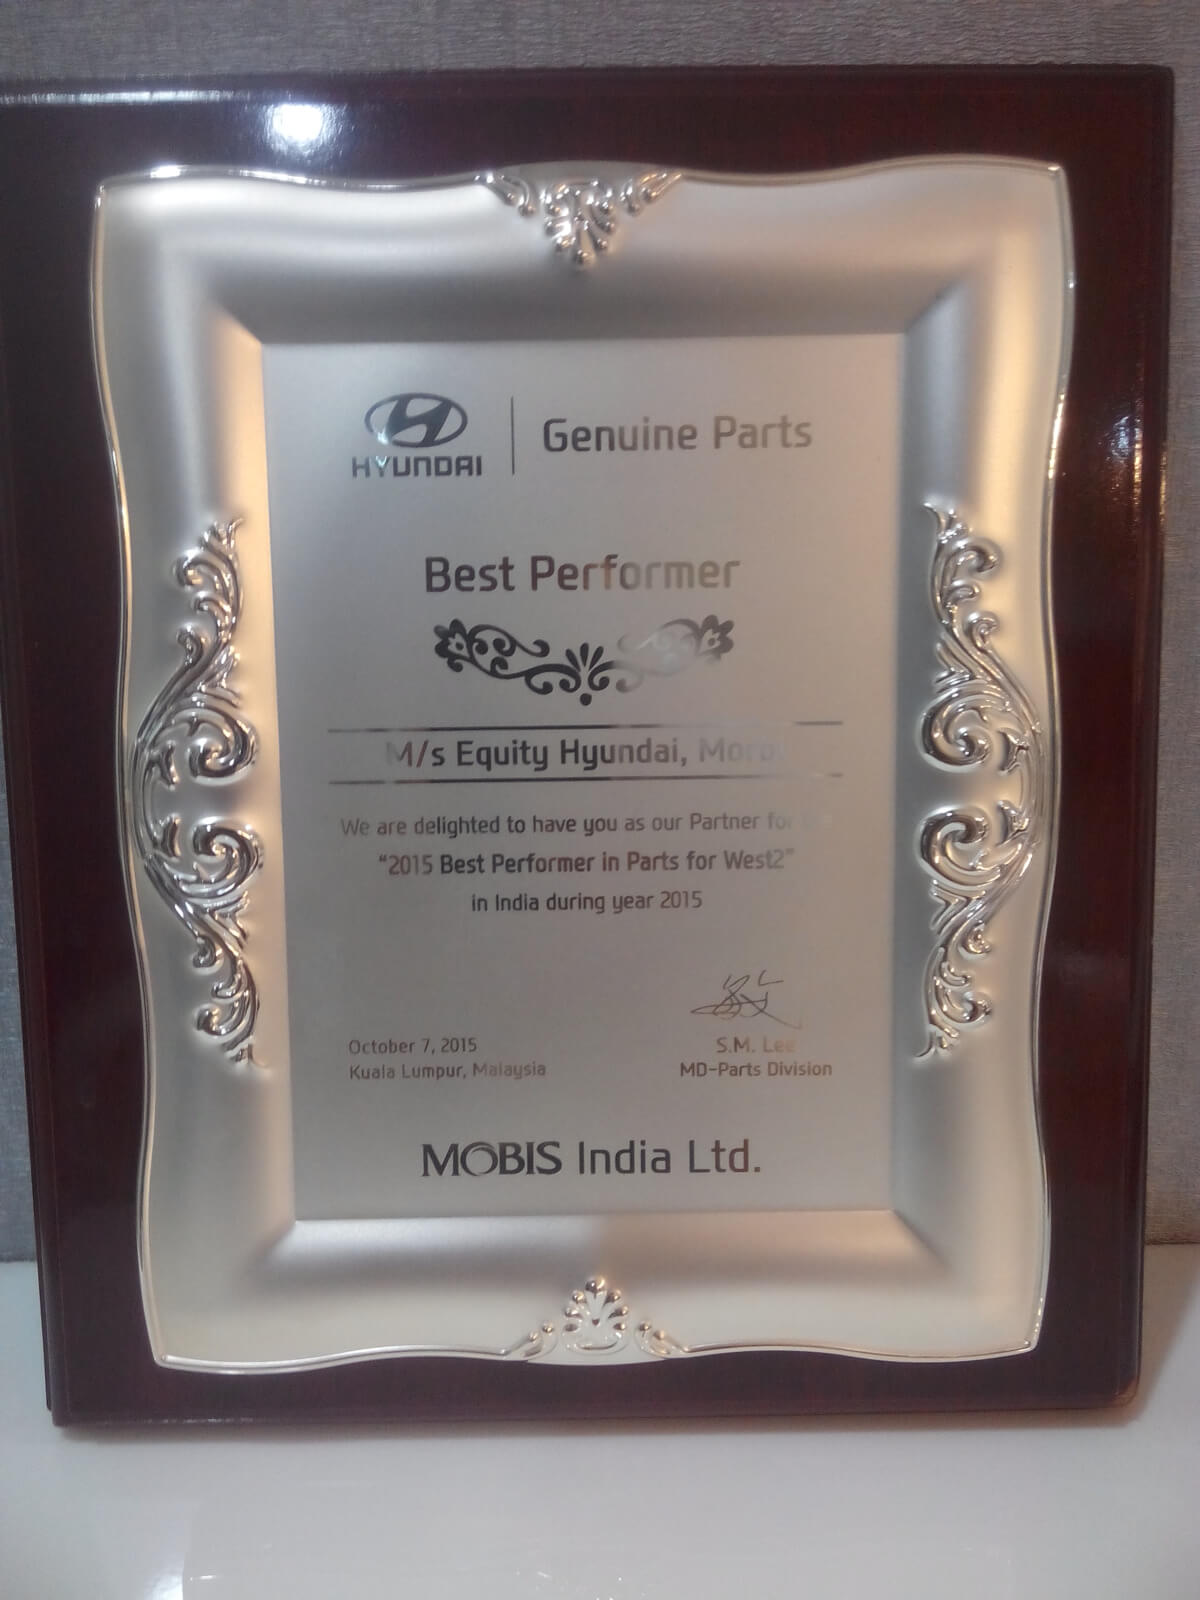 HYUNDAI
Genuine Parts
Best Performer
M/s Equity Hyundai,
We are delighted to have you as our Partner for
"2015 Best Performer in Parts for West2"
in India during year 2015
October 7, 2015
Kuala Lumpur, Malaysia
S.M. Lee
MD-Parts Division
MOBIS India Ltd.